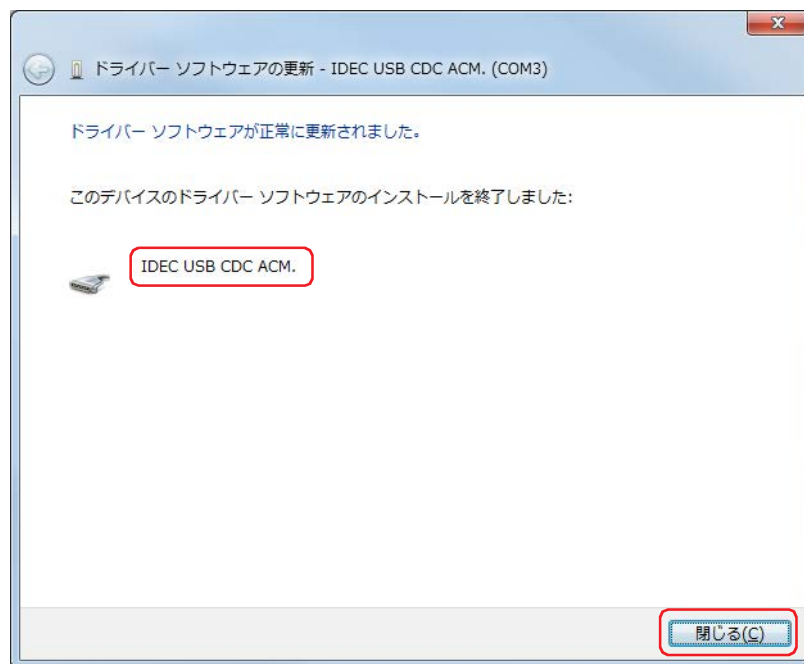 ドライバー ソフトウェアの更新 - IDEC USB CDC ACM. (COM3)
ドライバー ソフトウェアが正常に更新されました。
このデバイスのドライバー ソフトウェアのインストールを終了しました:
IDEC USB CDC ACM.
閉じる(C)